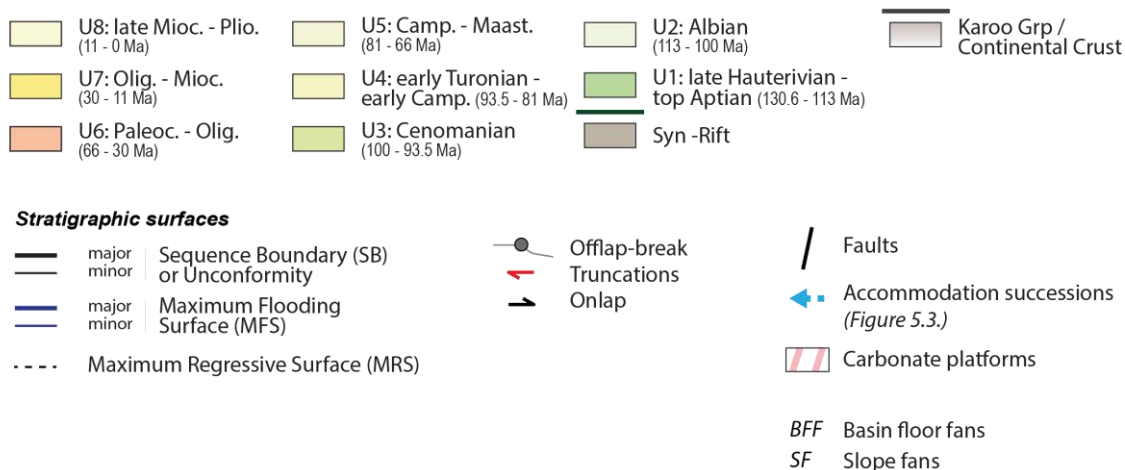 U8: late Mioc. - Plio.
(11 - 0 Ma)
U5: Camp. - Maast.
(81 - 66 Ma)
U2: Albian
(113 - 100 Ma)
Karoo Grp /
Continental Crust
U7: Olig. - Mioc.
(30 - 11 Ma)
U4: early Turonian -
early Camp. (93.5 - 81 Ma)
U1: late Hauterivian -
top Aptian (130.6 - 113 Ma)
U6: Paleoc. - Olig.
(66 - 30 Ma)
U3: Cenomanian
(100 - 93.5 Ma)
Syn -Rift
Stratigraphic surfaces
major
minor
Sequence Boundary (SB)
or Unconformity
major
minor
Maximum Flooding
Surface (MFS)
Maximum Regressive Surface (MRS)
Offlap-break
Truncations
Onlap
Faults
Accommodation successions
(Figure 5.3.)
Carbonate platforms
BFF Basin floor fans
SF Slope fans